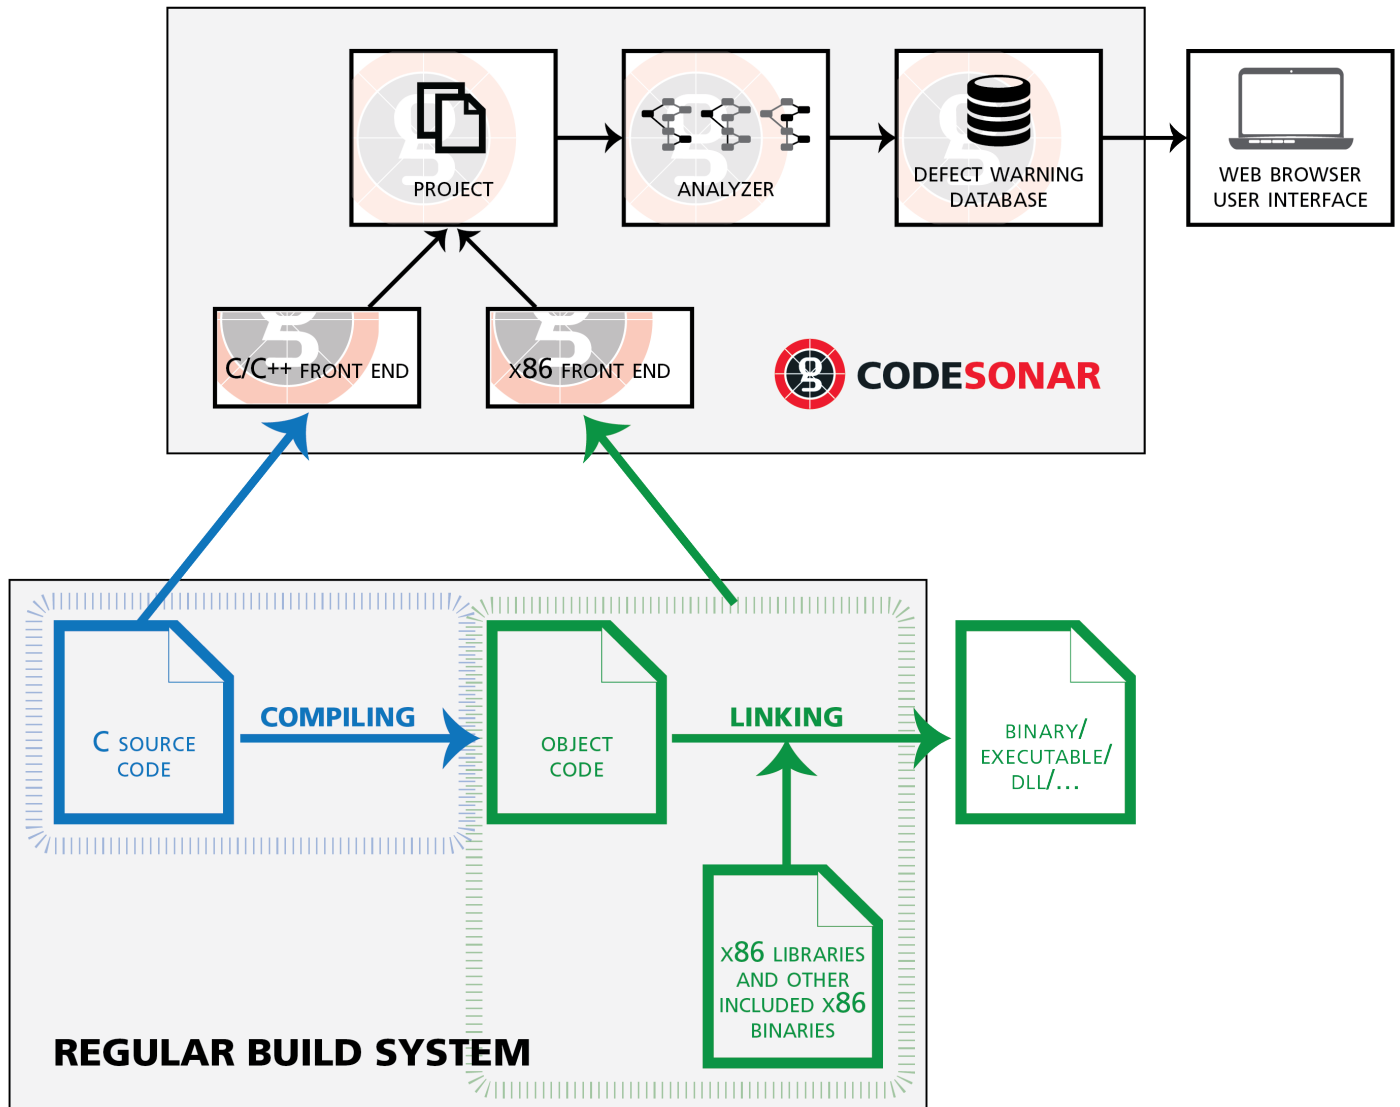 PROJECT
ANALYZER
DEFECT WARNING
DATABASE
WEB BROWSER
USER INTERFACE
C/C++ FRONT END
X86 FRONT END
CODESONAR
COMPILING
LINKING
C SOURCE
CODE
OBJECT
CODE
BINARY/
EXECUTABLE/
DLL/...
X86 LIBRARIES
AND OTHER
INCLUDED X86
BINARIES
REGULAR BUILD SYSTEM